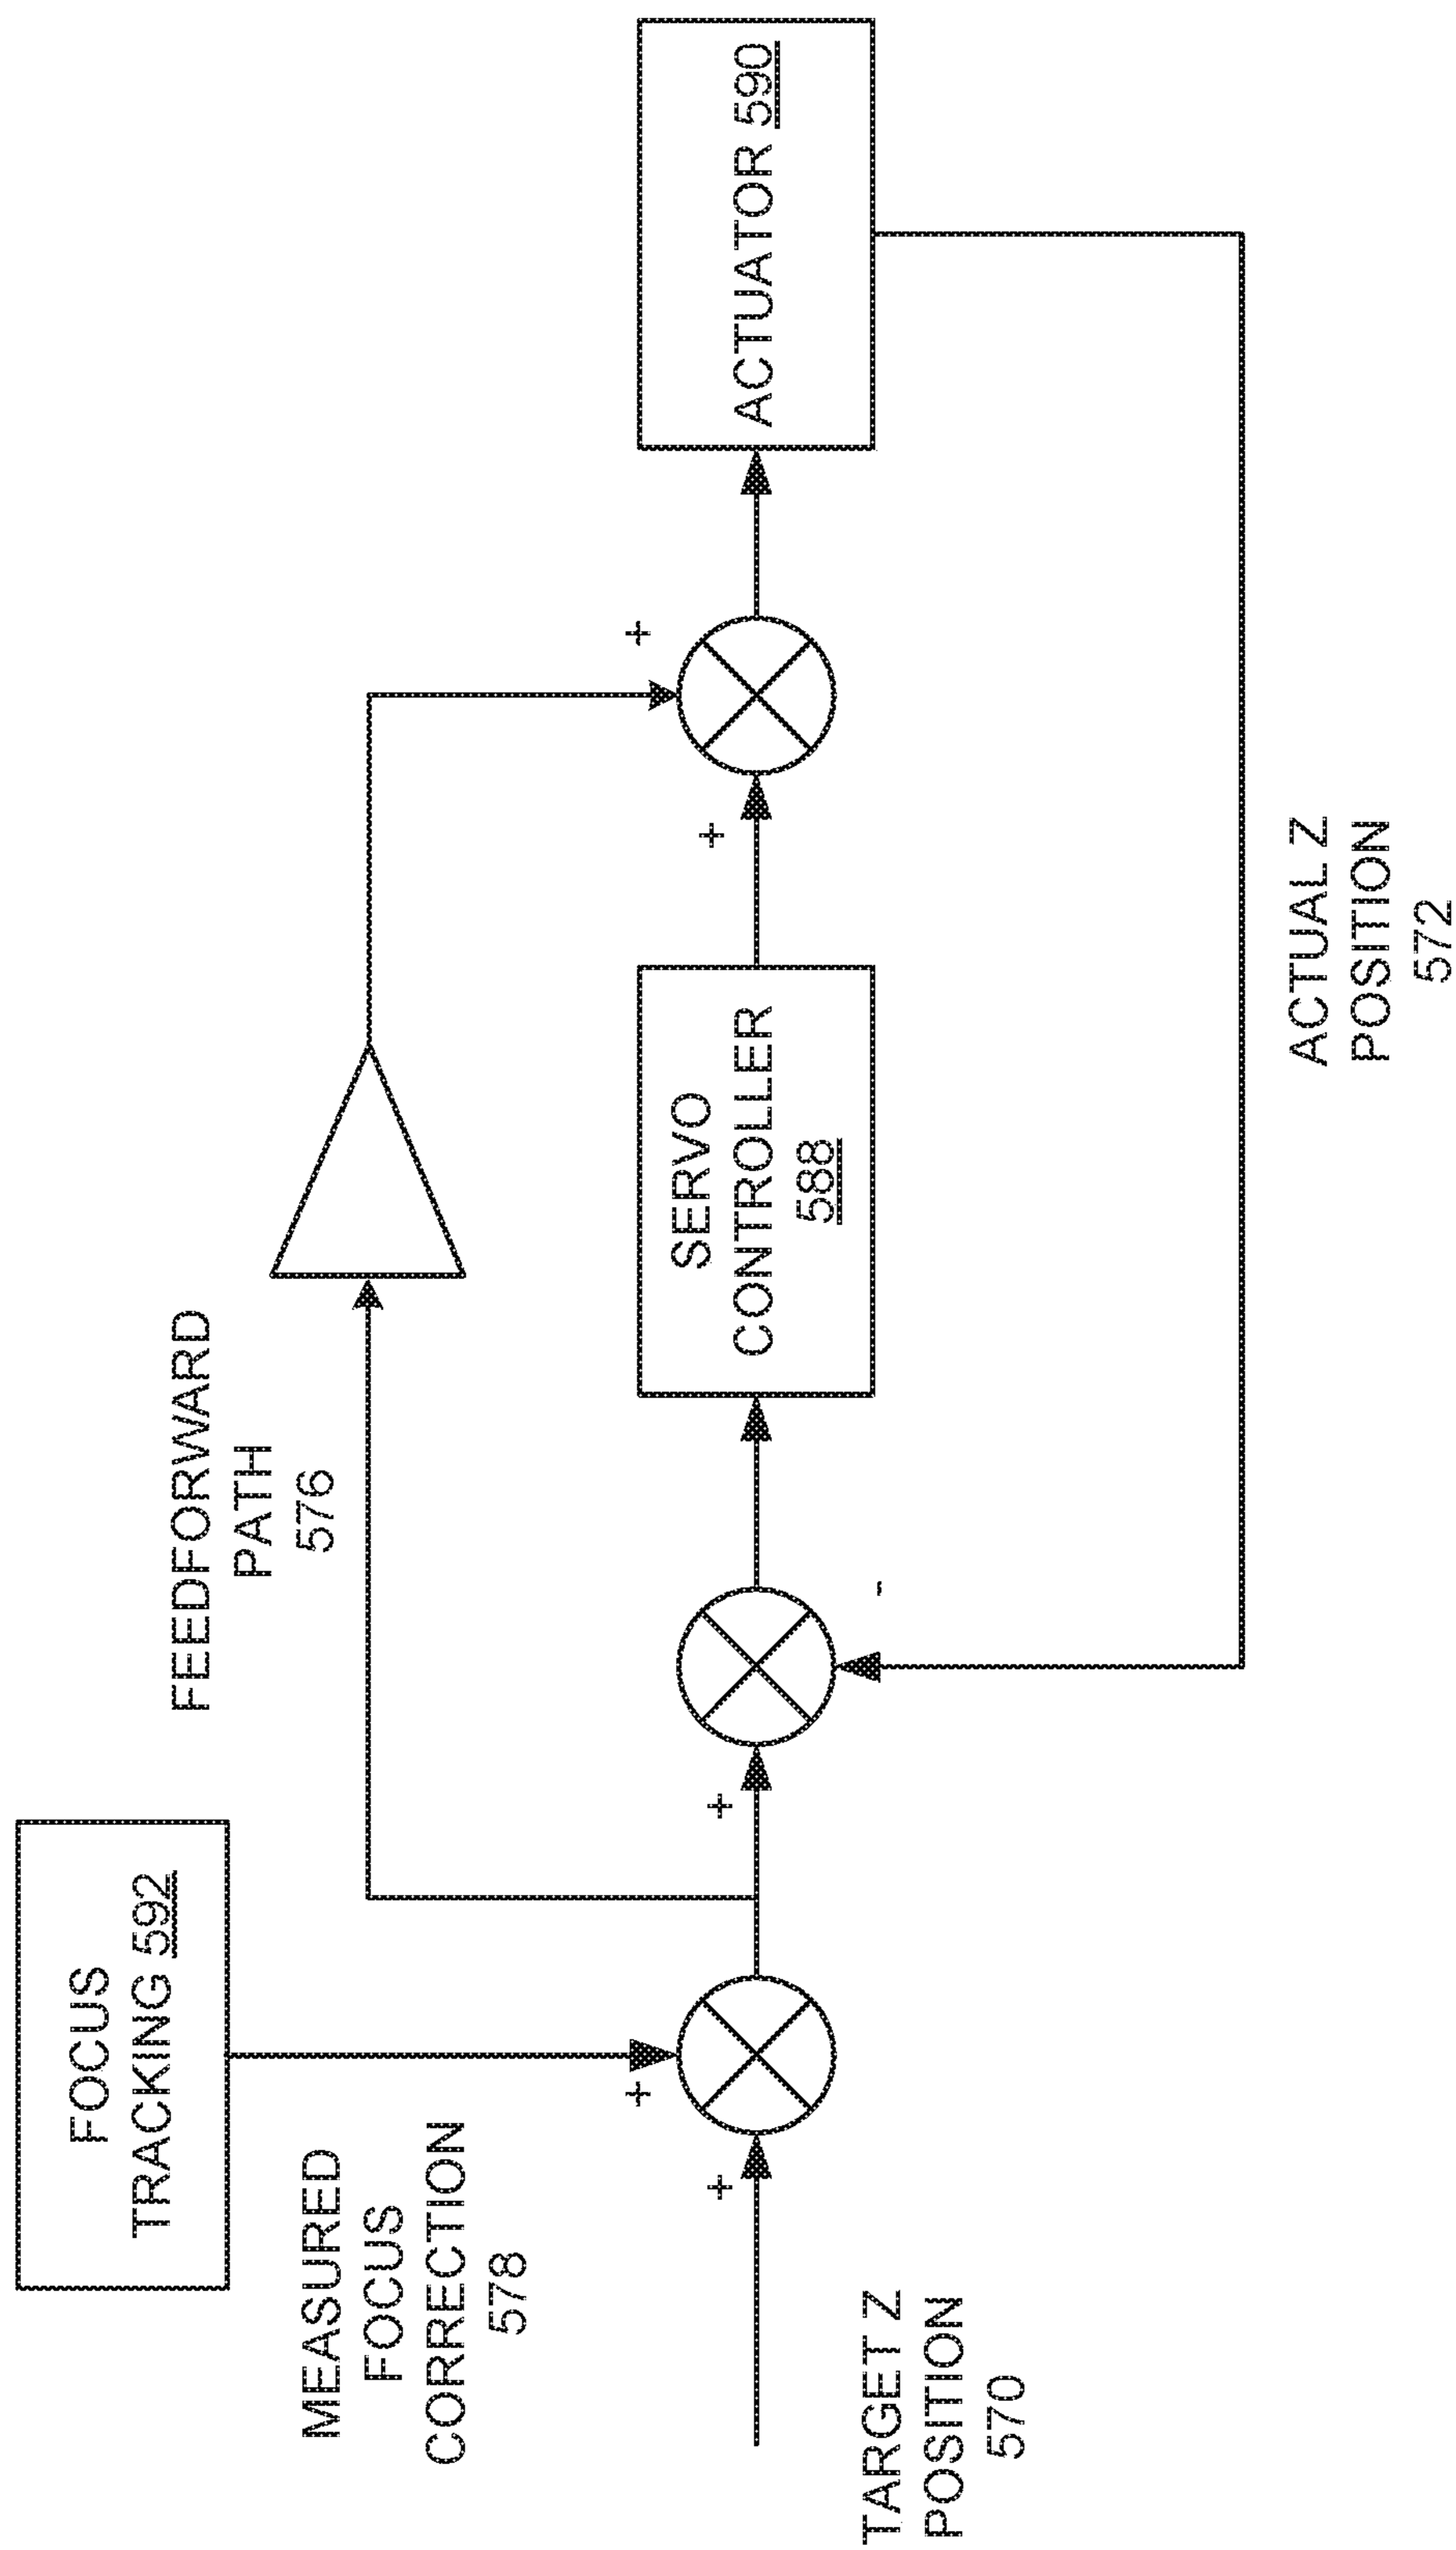 FOCUS
TRACKING 592
MEASURED
FOCUS
CORRECTION
578
TARGET Z
POSITION
570
+
+
FEEDFORWARD
PATH
576
+
-
SERVO
CONTROLLER
588
+
+
ACTUATOR 590
ACTUAL Z
POSITION
572